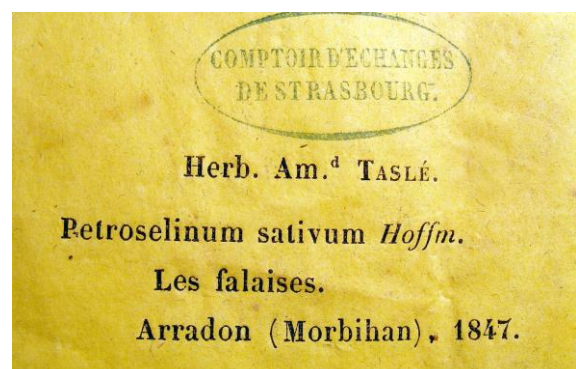 COMPTOIR D'ECHANGES
DE STRASBOURG.
Herb. Am.ᵈ TASLÉ.
Petroselinum sativum Hoffm.
Les falaises.
Arradon (Morbihan), 1847.